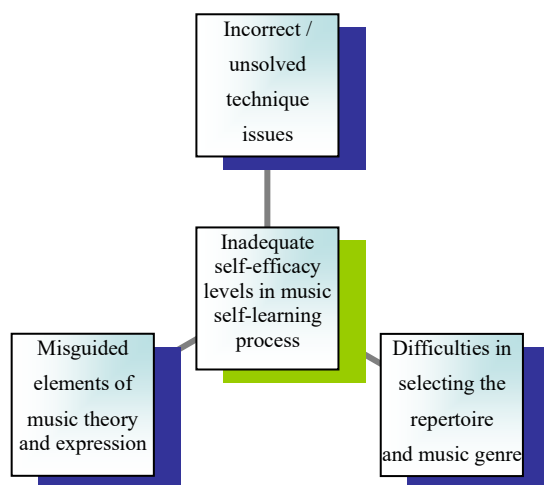 Incorrect /
unsolved
technique
issues
Inadequate
self-efficacy
levels in music
self-learning
process
Misguided
elements of
music theory
and expression
Difficulties in
selecting the
repertoire
and music genre